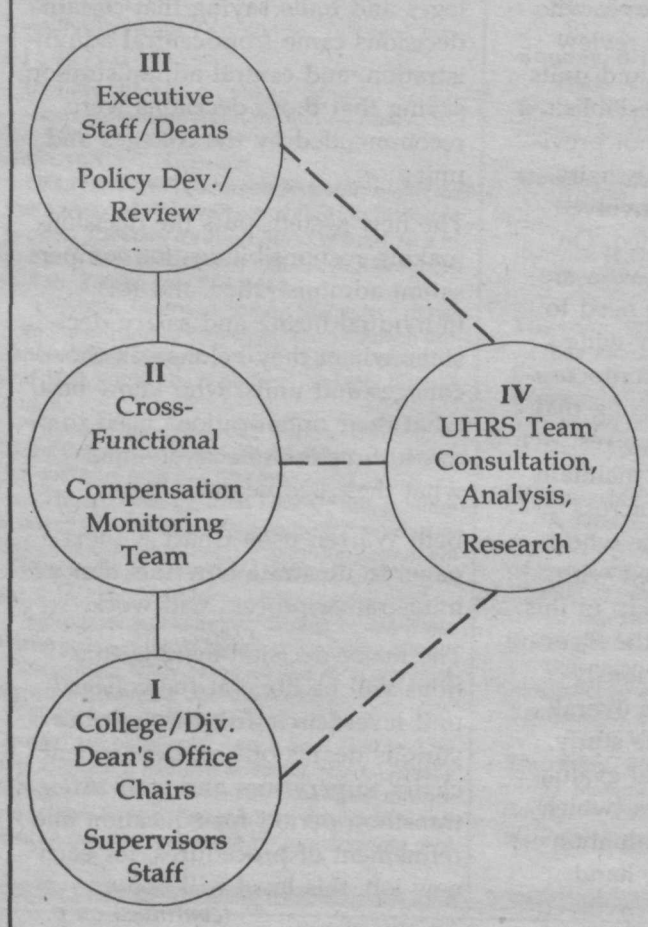 III
Executive
Staff/Deans
Policy Dev./
Review
II
Cross-
Functional
Compensation
Monitoring
Team
IV
UHRS Team
Consultation,
Analysis,
Research
I
College/Div.
Dean's Office
Chairs
Supervisors
Staff